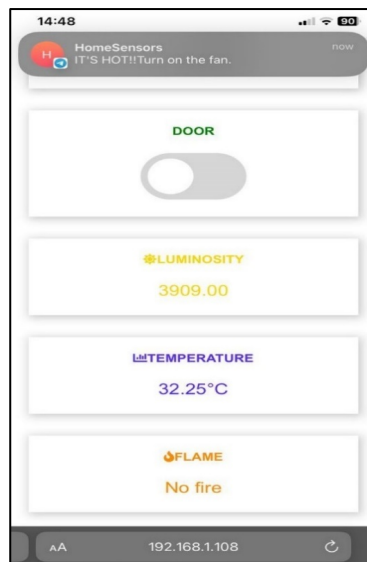 14:48
90
H
HomeSensors
now
IT'S HOT!!Turn on the fan.
DOOR
LUMINOSITY
3909.00
TEMPERATURE
32.25°C
FLAME
No fire
AA
192.168.1.108